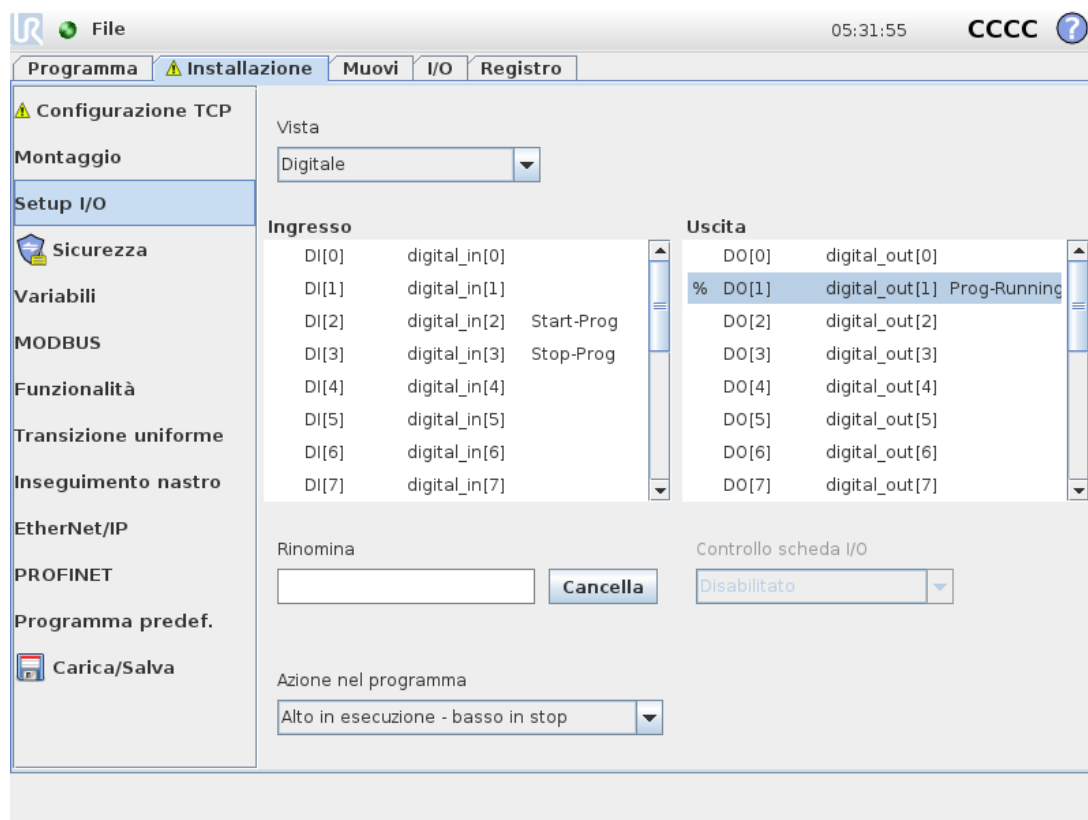 UR File 05:31:55 CCCC ?
Programma Installazione Muovi I/O Registro
Configurazione TCP
Montaggio
Setup I/O
Sicurezza
Variabili
MODBUS
Funzionalità
Transizione uniforme
Inseguimento nastro
EtherNet/IP
PROFINET
Programma predef.
Carica/Salva
Vista
Digitale
Ingresso
DI[0] digital_in[0]
DI[1] digital_in[1]
DI[2] digital_in[2] Start-Prog
DI[3] digital_in[3] Stop-Prog
DI[4] digital_in[4]
DI[5] digital_in[5]
DI[6] digital_in[6]
DI[7] digital_in[7]
Uscita
DO[0] digital_out[0]
% DO[1] digital_out[1] Prog-Running
DO[2] digital_out[2]
DO[3] digital_out[3]
DO[4] digital_out[4]
DO[5] digital_out[5]
DO[6] digital_out[6]
DO[7] digital_out[7]
Rinomina
Cancella
Controllo scheda I/O
Disabilitato
Azione nel programma
Alto in esecuzione - basso in stop